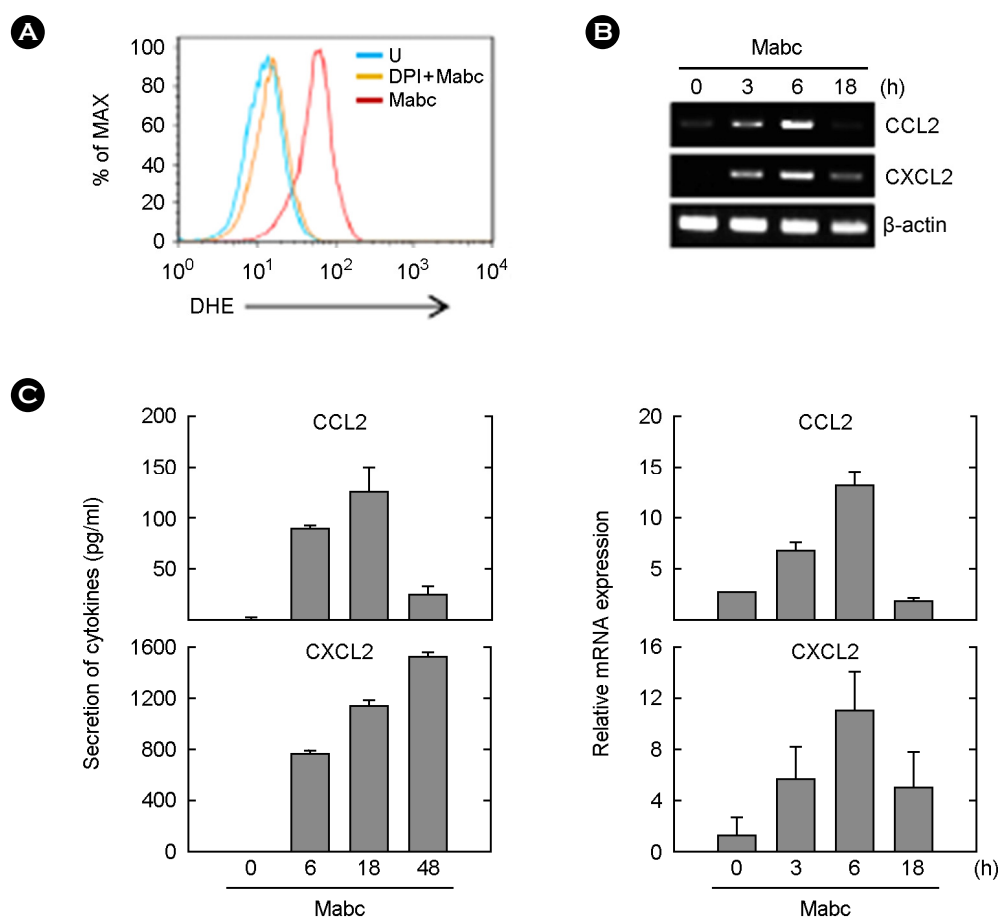 A
100
80
60
40
20
0
% of MAX
U
DPI+Mabc
Mabc
10⁰ 10¹ 10² 10³ 10⁴
DHE
B
Mabc
0 3 6 18 (h)
CCL2
CXCL2
β-actin
C
Secretion of cytokines (pg/ml)
CCL2
200
150
100
50
CXCL2
1600
1200
800
400
0
0 6 18 48
Mabc
Relative mRNA expression
CCL2
20
15
10
5
CXCL2
16
12
8
4
0
0 3 6 18 (h)
Mabc